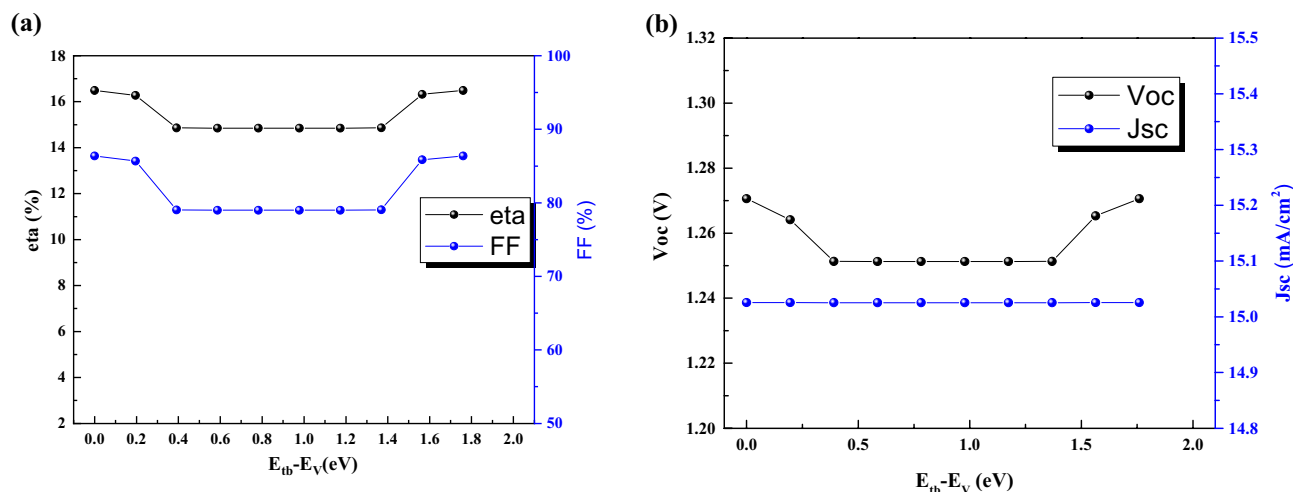 (a)
18
16
14
12
10
8
6
4
2
eta (%)
100
90
80
70
60
50
FF (%)
eta
FF
0.0 0.2 0.4 0.6 0.8 1.0 1.2 1.4 1.6 1.8 2.0
E_tb-E_V(eV)
(b)
1.32
1.30
1.28
1.26
1.24
1.22
1.20
Voc (V)
15.5
15.4
15.3
15.2
15.1
15.0
14.9
14.8
Jsc (mA/cm²)
Voc
Jsc
0.0 0.5 1.0 1.5 2.0
E_tb-E_V (eV)